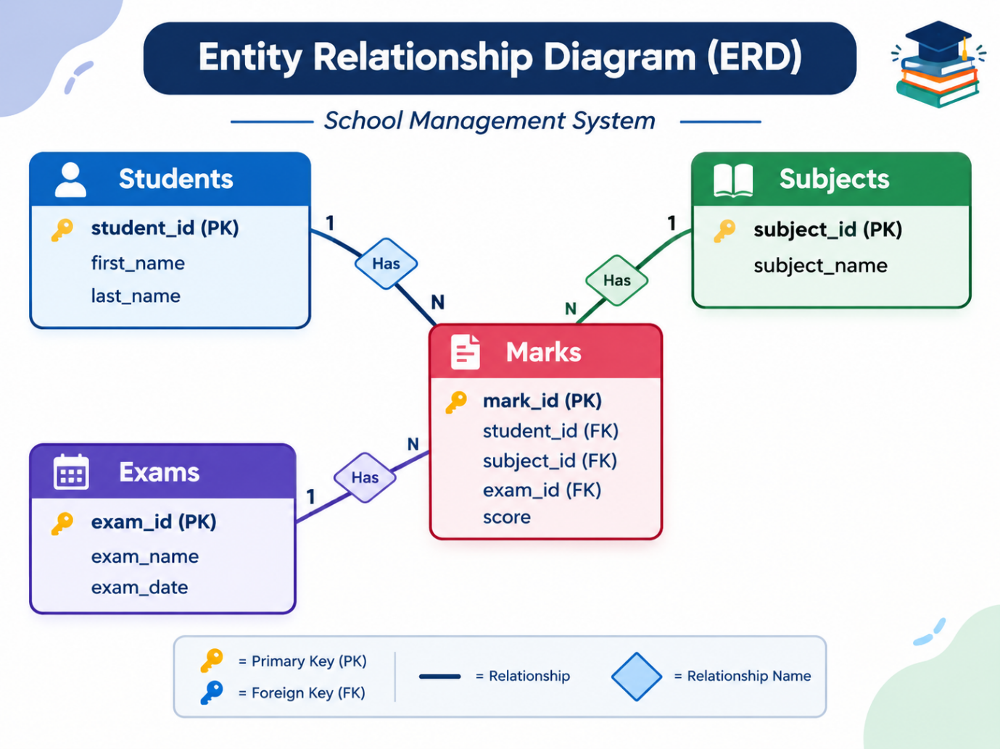 Entity Relationship Diagram (ERD)
School Management System
Students
student_id (PK)
first_name
last_name
1
Has
N
Subjects
subject_id (PK)
subject_name
1
Has
N
Marks
mark_id (PK)
student_id (FK)
subject_id (FK)
exam_id (FK)
score
Exams
exam_id (PK)
exam_name
exam_date
1
Has
N
= Primary Key (PK)
= Foreign Key (FK)
= Relationship
= Relationship Name